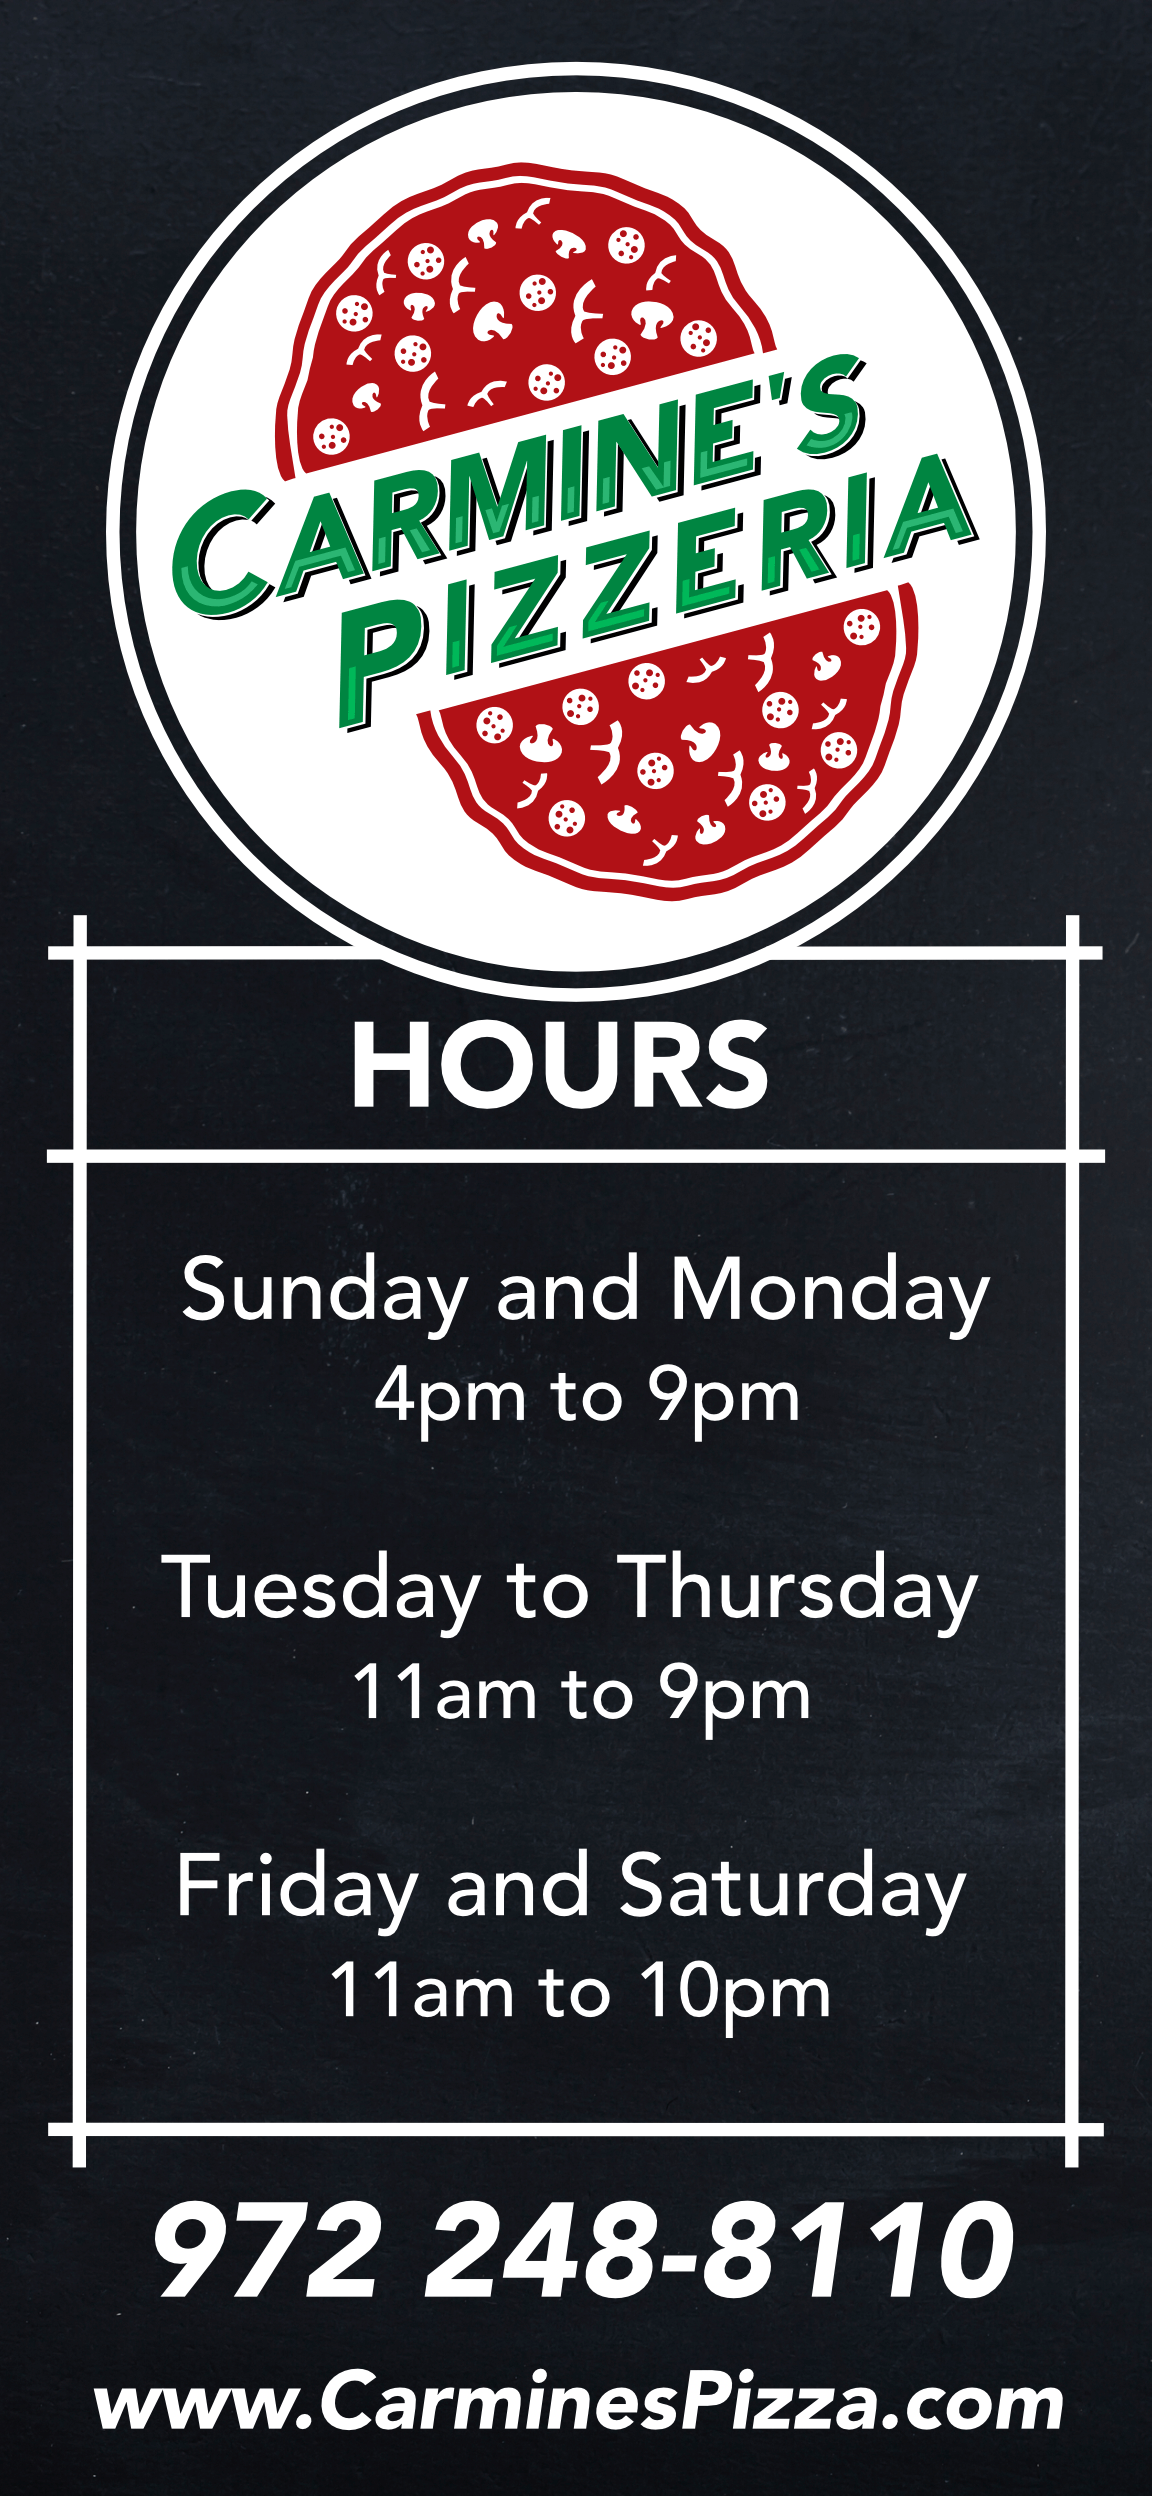 CARMINE'S
PIZZERIA
HOURS
Sunday and Monday
4pm to 9pm
Tuesday to Thursday
11am to 9pm
Friday and Saturday
11am to 10pm
972 248-8110
www.CarminesPizza.com